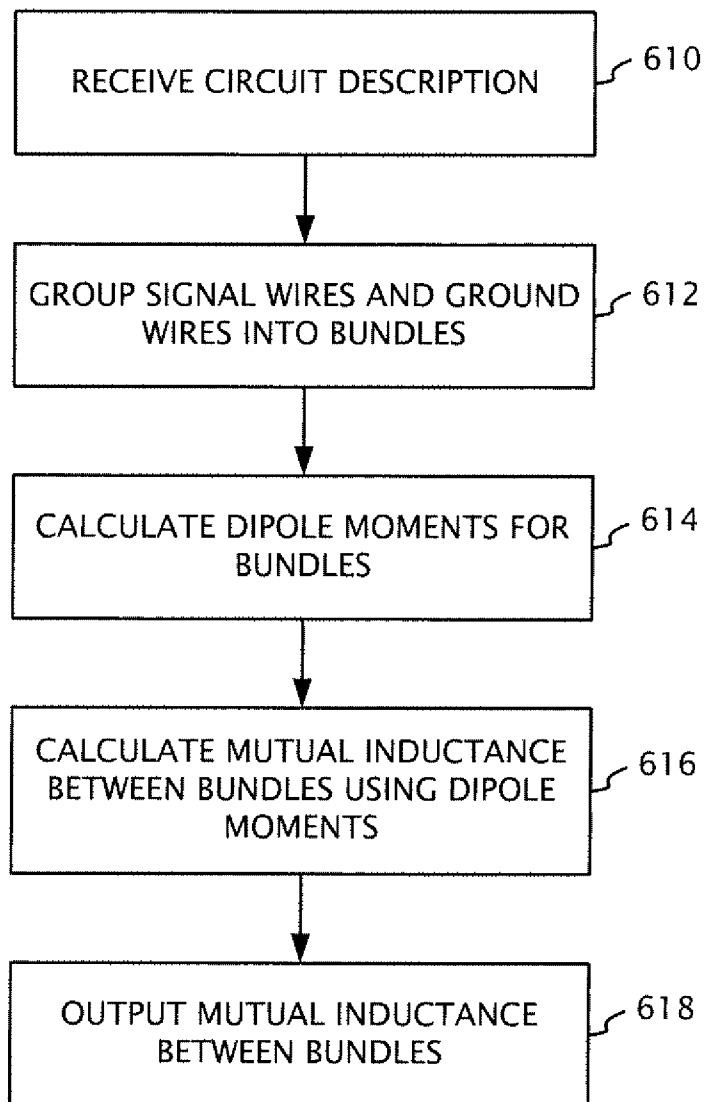 RECEIVE CIRCUIT DESCRIPTION
610
GROUP SIGNAL WIRES AND GROUND
WIRES INTO BUNDLES
612
CALCULATE DIPOLE MOMENTS FOR
BUNDLES
614
CALCULATE MUTUAL INDUCTANCE
BETWEEN BUNDLES USING DIPOLE
MOMENTS
616
OUTPUT MUTUAL INDUCTANCE
BETWEEN BUNDLES
618